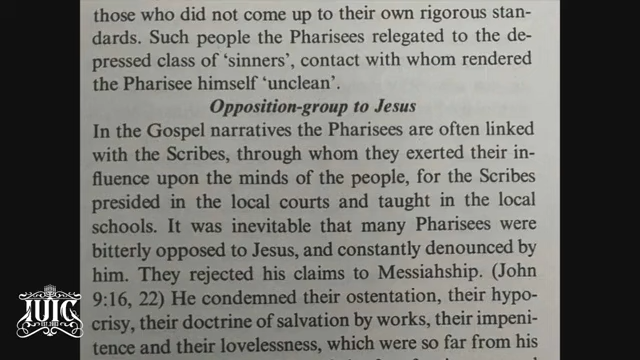 those who did not come up to their own rigorous stan-
dards. Such people the Pharisees relegated to the de-
pressed class of 'sinners', contact with whom rendered
the Pharisee himself 'unclean'.
Opposition-group to Jesus
In the Gospel narratives the Pharisees are often linked
with the Scribes, through whom they exerted their in-
fluence upon the minds of the people, for the Scribes
presided in the local courts and taught in the local
schools. It was inevitable that many Pharisees were
bitterly opposed to Jesus, and constantly denounced by
him. They rejected his claims to Messiahship. (John
9:16, 22) He condemned their ostentation, their hypo-
crisy, their doctrine of salvation by works, their impeni-
tence and their lovelessness, which were so far from his
IUIC